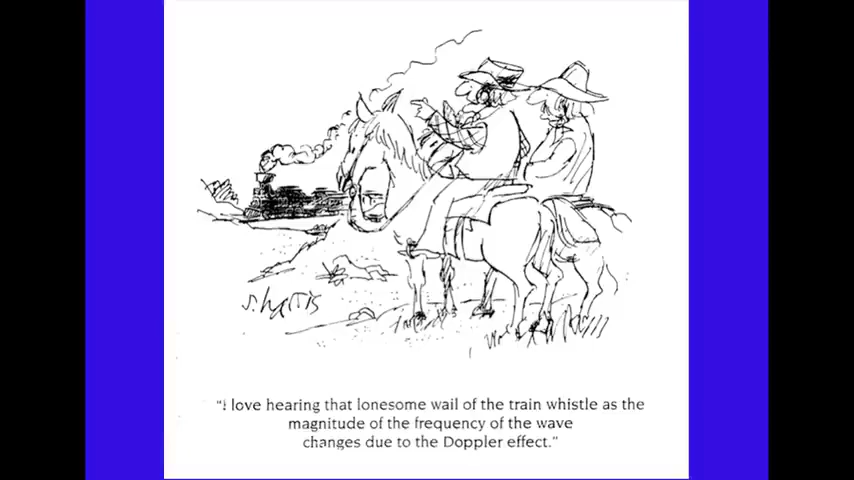 s.harris
"I love hearing that lonesome wail of the train whistle as the
magnitude of the frequency of the wave
changes due to the Doppler effect."